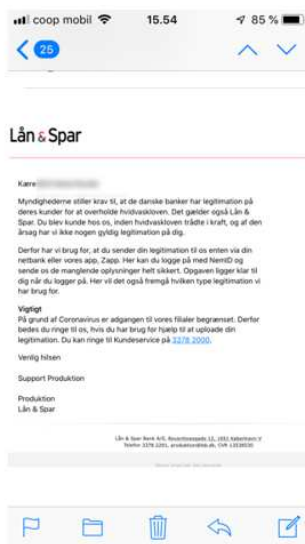 coop mobil 15.54 85 %
25
Lån & Spar
Kære
Myndighederne stiller krav til, at de danske banker har legitimation på
deres kunder for at overholde hvidvaskloven. Det gælder også Lån &
Spar. Du blev kunde hos os, inden hvidvaskloven trådte i kraft, og af den
årsag har vi ikke nogen gyldig legitimation på dig.
Derfor har vi brug for, at du sender din legitimation til os enten via din
netbank eller vores app, Zapp. Her kan du logge på med NemID og
sende os de manglende oplysninger helt sikkert. Opgaven ligger klar til
dig når du logger på. Her vil det også fremgå hvilken type legitimation vi
har brug for.
Vigtigt
På grund af Coronavirus er adgangen til vores filialer begrænset. Derfor
bedes du ringe til os, hvis du har brug for hjælp til at uploade din
legitimation. Du kan ringe til Kundeservice på 3378 2000.
Venlig hilsen
Support Produktion
Produktion
Lån & Spar
Lån & Spar Bank A/S,